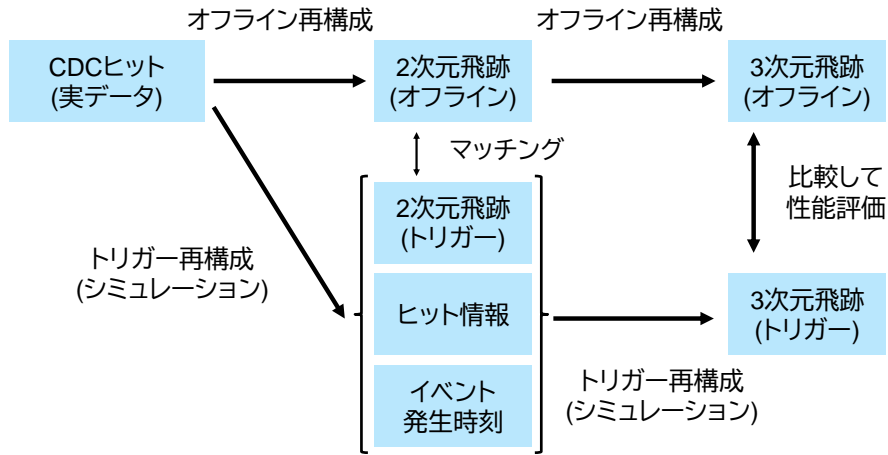 オフライン再構成
オフライン再構成
CDCヒット
(実データ)
2次元飛跡
(オフライン)
3次元飛跡
(オフライン)
マッチング
比較して
性能評価
2次元飛跡
(トリガー)
トリガー再構成
(シミュレーション)
ヒット情報
3次元飛跡
(トリガー)
イベント
発生時刻
トリガー再構成
(シミュレーション)